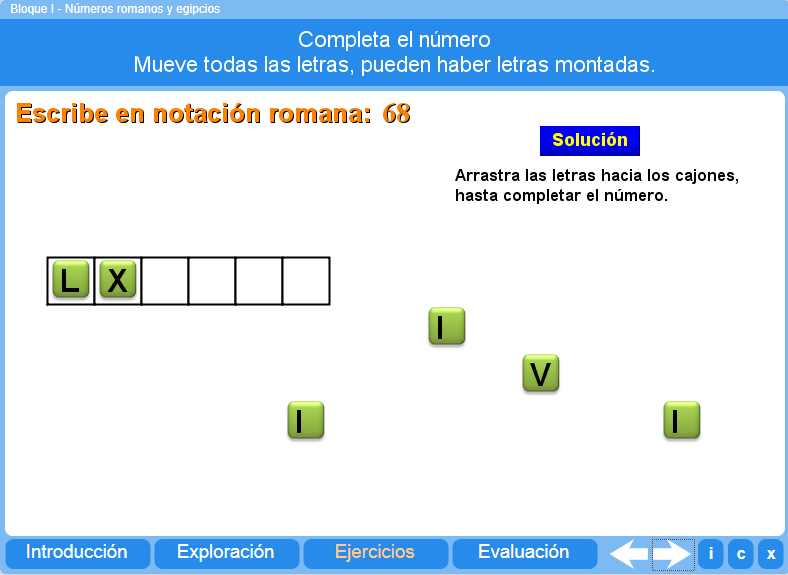 Bloque I - Números romanos y egipcios
Completa el número
Mueve todas las letras, pueden haber letras montadas.
Escribe en notación romana: 68
Solución
Arrastra las letras hacia los cajones,
hasta completar el número.
L X
I
V
I I
Introducción Exploración Ejercicios Evaluación i c x